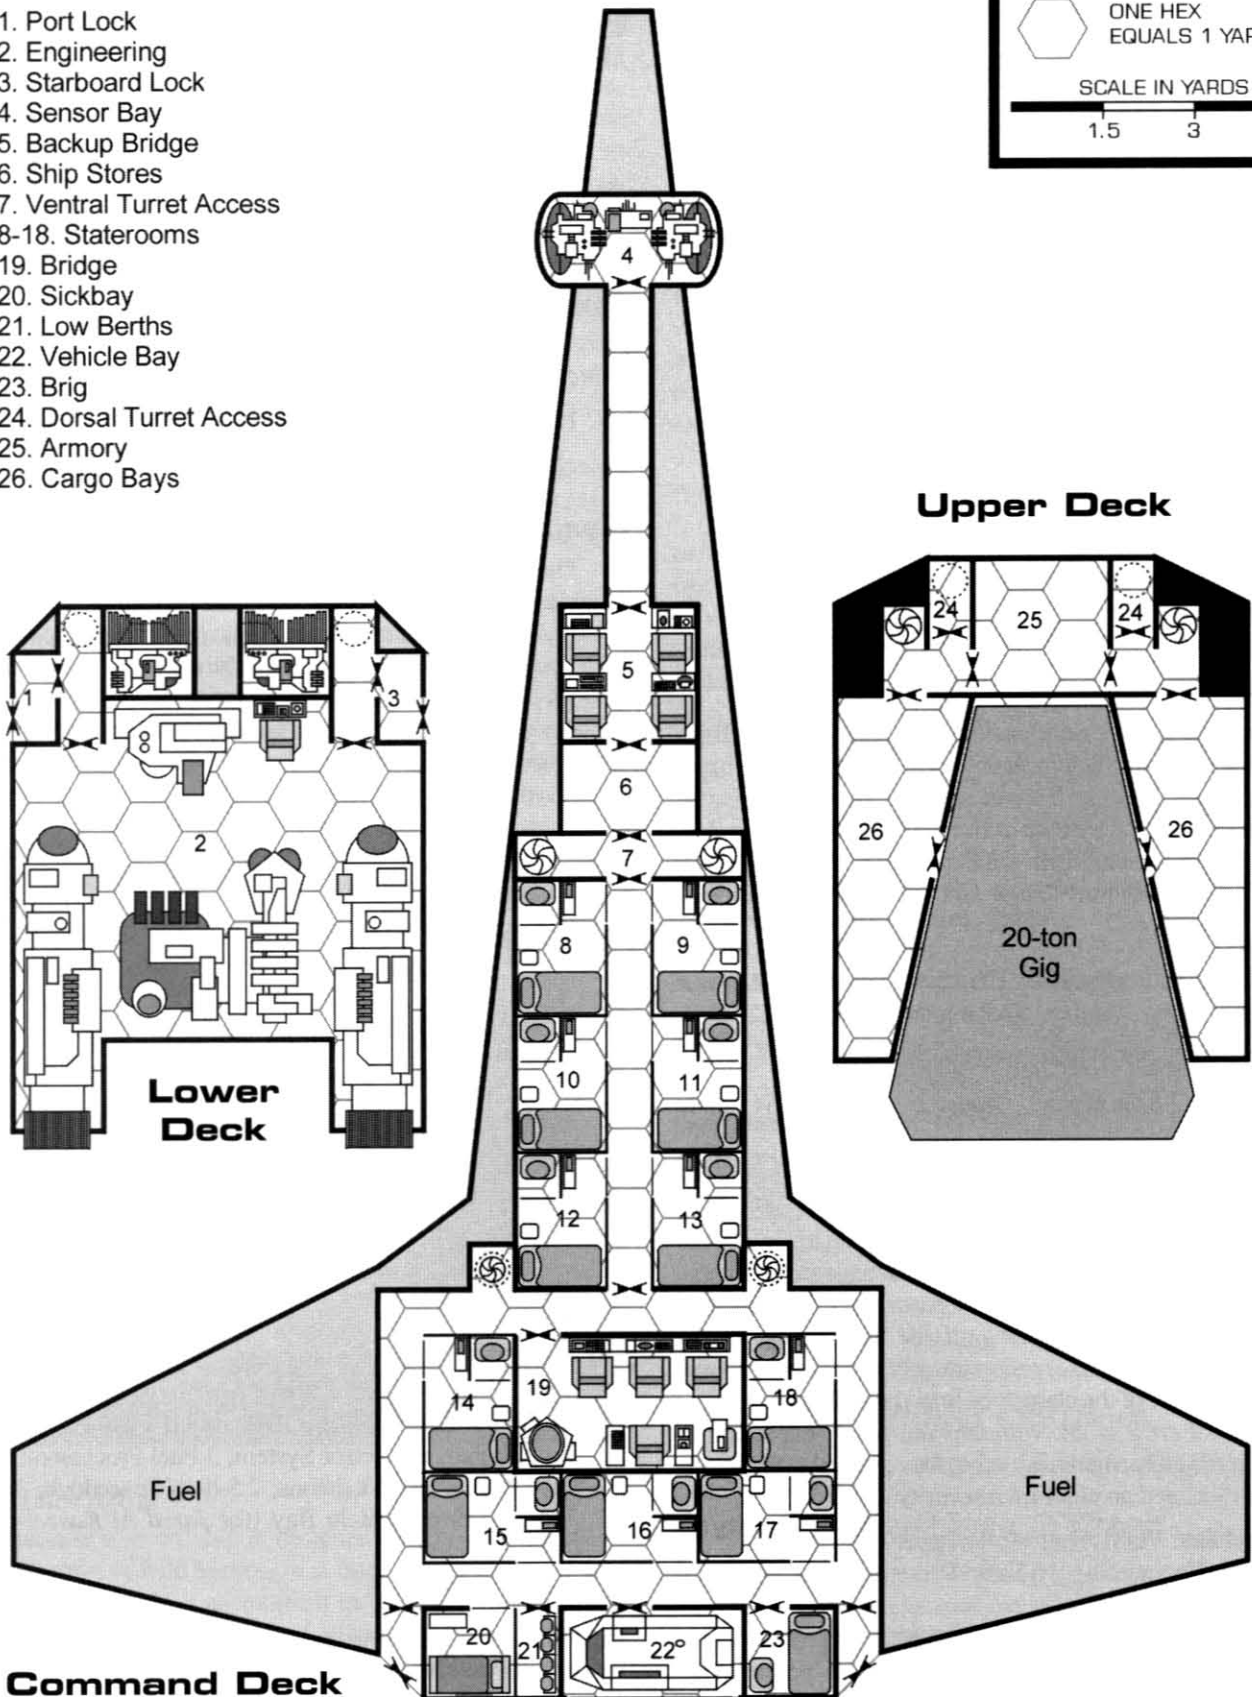 1. Port Lock
2. Engineering
3. Starboard Lock
4. Sensor Bay
5. Backup Bridge
6. Ship Stores
7. Ventral Turret Access
8-18. Staterooms
19. Bridge
20. Sickbay
21. Low Berths
22. Vehicle Bay
23. Brig
24. Dorsal Turret Access
25. Armory
26. Cargo Bays
ONE HEX
EQUALS 1 YAR
SCALE IN YARDS
1.5 3
4
5
6
7
8 9
10 11
12 13
14 19 18
15 16 17
20 21 22 23
Fuel
Fuel
Command Deck
1 3
2
Lower
Deck
Upper Deck
24 25 24
26 26
20-ton
Gig